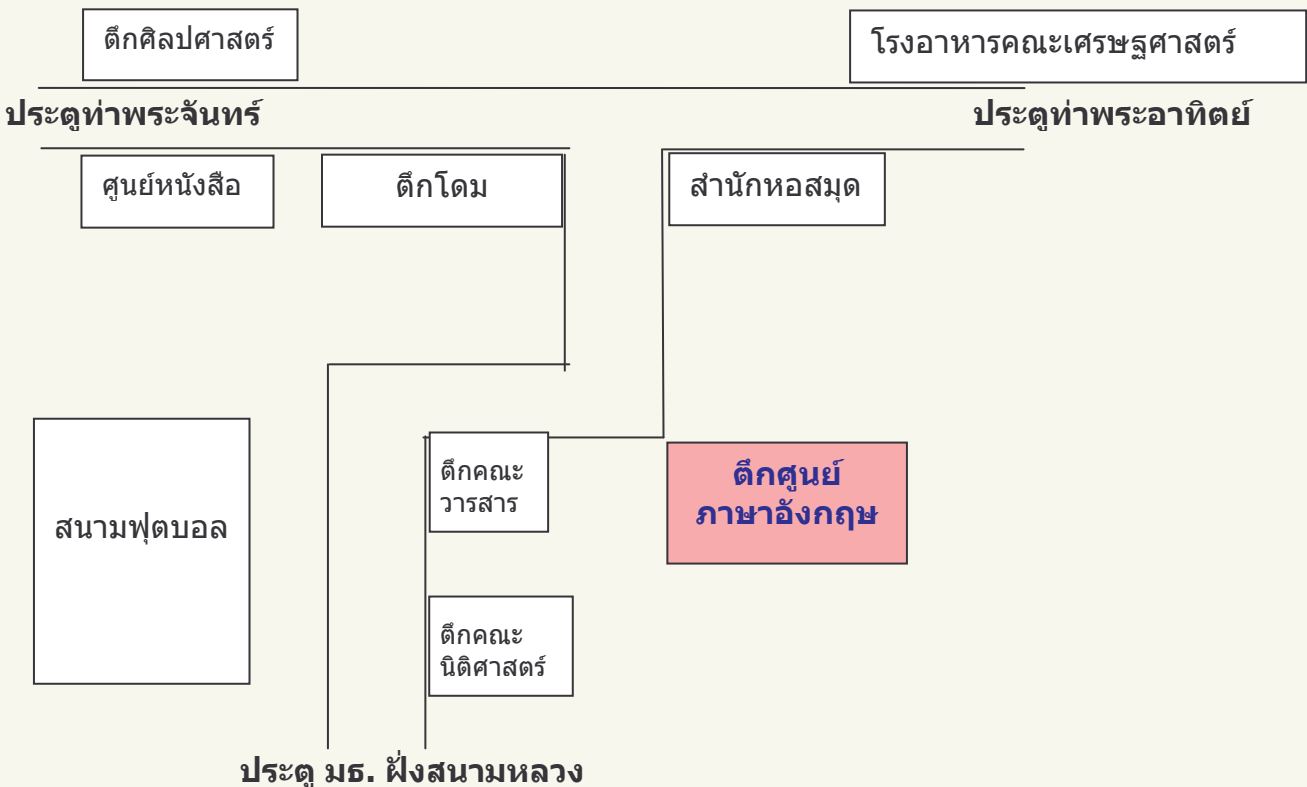 ตึกศิลปศาสตร์
โรงอาหารคณะเศรษฐศาสตร์
ประตูท่าพระจันทร์
ประตูท่าพระอาทิตย์
ศูนย์หนังสือ
ตึกโดม
สำนักหอสมุด
สนามฟุตบอล
ตึกคณะ
วารสาร
ตึกศูนย์
ภาษาอังกฤษ
ตึกคณะ
นิติศาสตร์
ประตู มธ. ฝั่งสนามหลวง